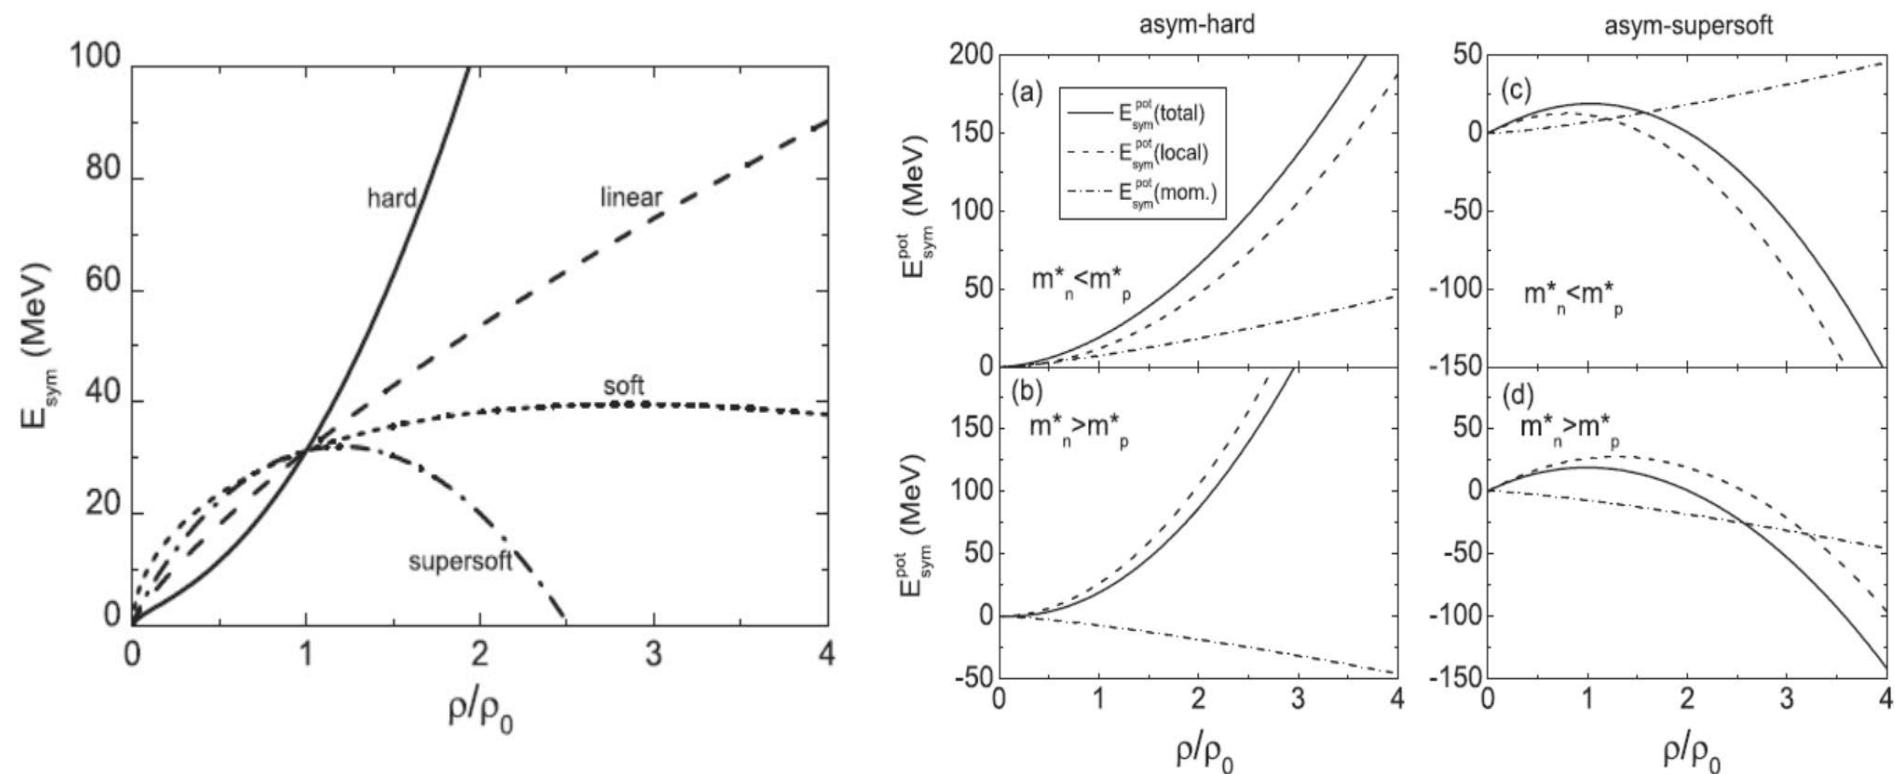 100
80
60
40
20
0
E_sym (MeV)
hard
linear
soft
supersoft
0 1 2 3 4
ρ/ρ_0
asym-hard
asym-supersoft
(a)
200
150
100
50
0
E^pot_sym (MeV)
E^pot_sym(total)
E^pot_sym(local)
E^pot_sym(mom.)
m*_n<m*_p
(c)
50
0
-50
-100
-150
m*_n<m*_p
(b)
150
100
50
0
-50
E^pot_sym (MeV)
m*_n>m*_p
0 1 2 3 4
ρ/ρ_0
(d)
50
0
-50
-100
-150
m*_n>m*_p
0 1 2 3 4
ρ/ρ_0